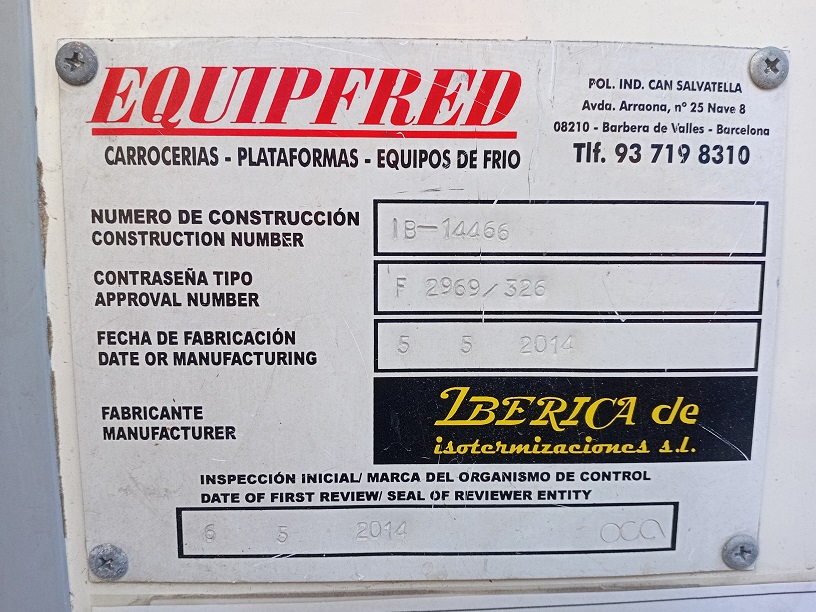 EQUIPFRED
CARROCERIAS - PLATAFORMAS - EQUIPOS DE FRIO
POL. IND. CAN SALVATELLA
Avda. Arraona, nº 25 Nave 8
08210 - Barbera de Valles - Barcelona
Tlf. 93 719 8310
NUMERO DE CONSTRUCCIÓN
CONSTRUCTION NUMBER
IB-14466
CONTRASEÑA TIPO
APPROVAL NUMBER
F 2969/326
FECHA DE FABRICACIÓN
DATE OR MANUFACTURING
5 5 2014
FABRICANTE
MANUFACTURER
IBERICA de
isotermizaciones s.l.
INSPECCIÓN INICIAL/ MARCA DEL ORGANISMO DE CONTROL
DATE OF FIRST REVIEW/ SEAL OF REVIEWER ENTITY
6 5 2014 oca